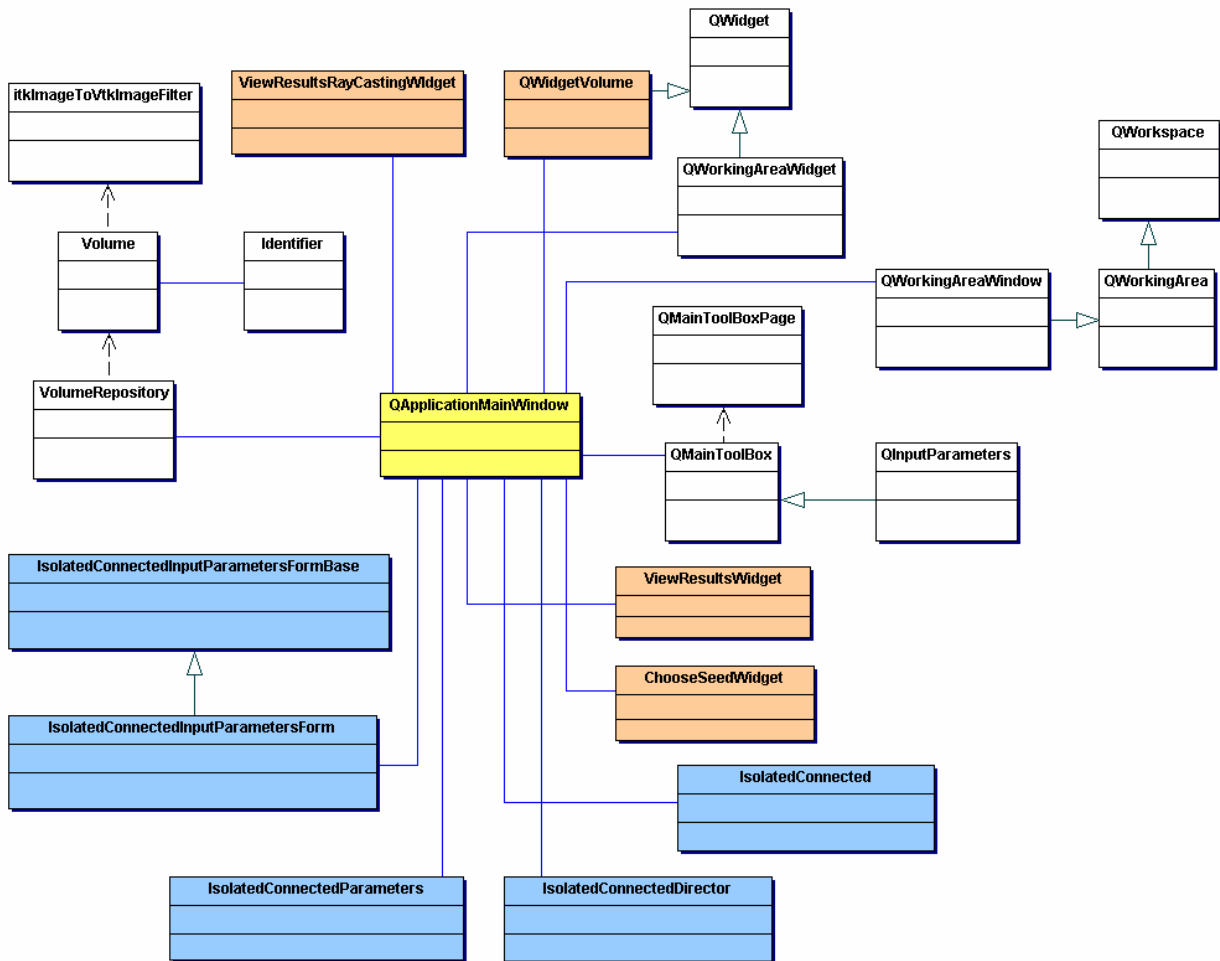 QWidget
ViewResultsRayCastingWIdget
QWidgetVolume
itkImageToVtkImageFilter
QWorkspace
QWorkingAreaWidget
Volume
Identifier
QWorkingAreaWindow
QWorkingArea
QMainToolBoxPage
VolumeRepository
QApplicationMainWindow
QMainToolBox
QInputParameters
IsolatedConnectedInputParametersFormBase
ViewResultsWidget
ChooseSeedWidget
IsolatedConnectedInputParametersForm
IsolatedConnected
IsolatedConnectedParameters
IsolatedConnectedDirector